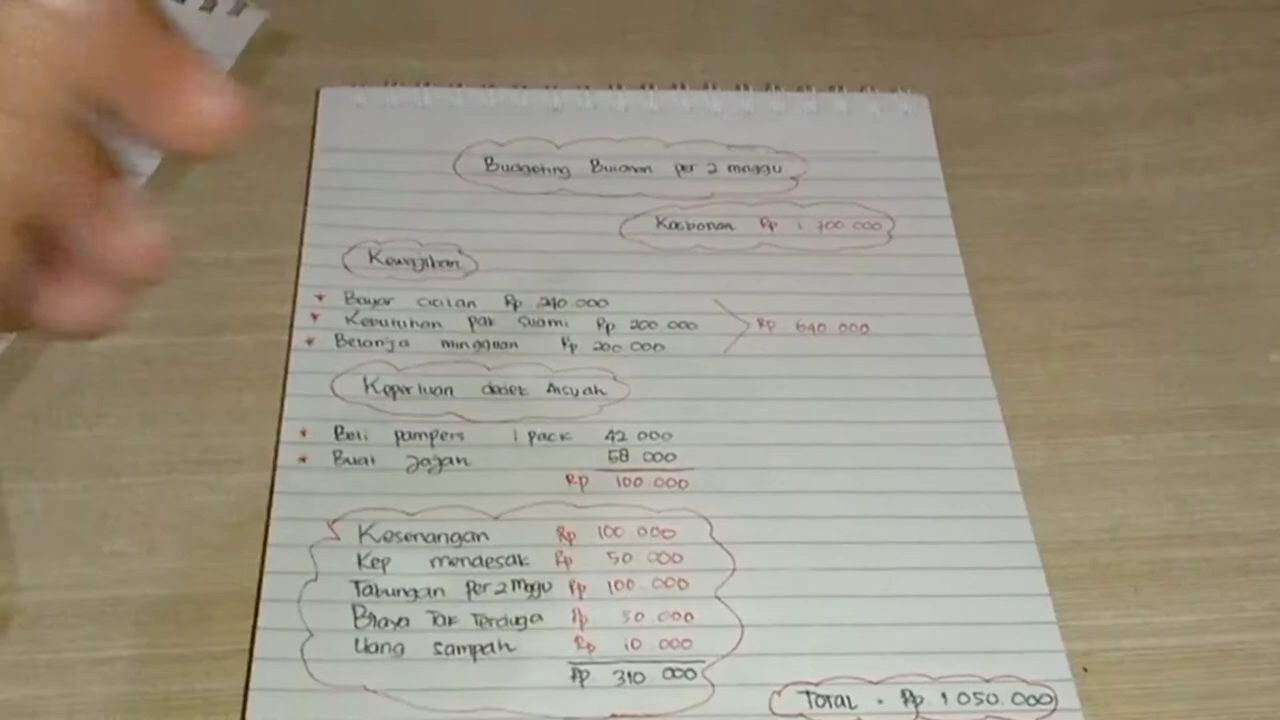 Budgeting Bulanan per 2 minggu
Kasbonan Rp 1 700 000
Kewajiban
* Bayar cicilan Rp 240.000
* Kebutuhan pak suami Rp 200 000
* Belanja mingguan Rp 200 000
Rp 640 000
Keperluan dedek Aisyah
* Beli pampers 1 pack 42 000
* Buat Jajan 58 000
Rp 100 000
Kesenangan Rp 100 000
Kep mendesak Rp 50 000
Tabungan per 2 Mggu Rp 100.000
Biaya Tak Terduga Rp 50 000
Uang sampah Rp 10 000
Rp 310 000
Total = Rp 1 050.000